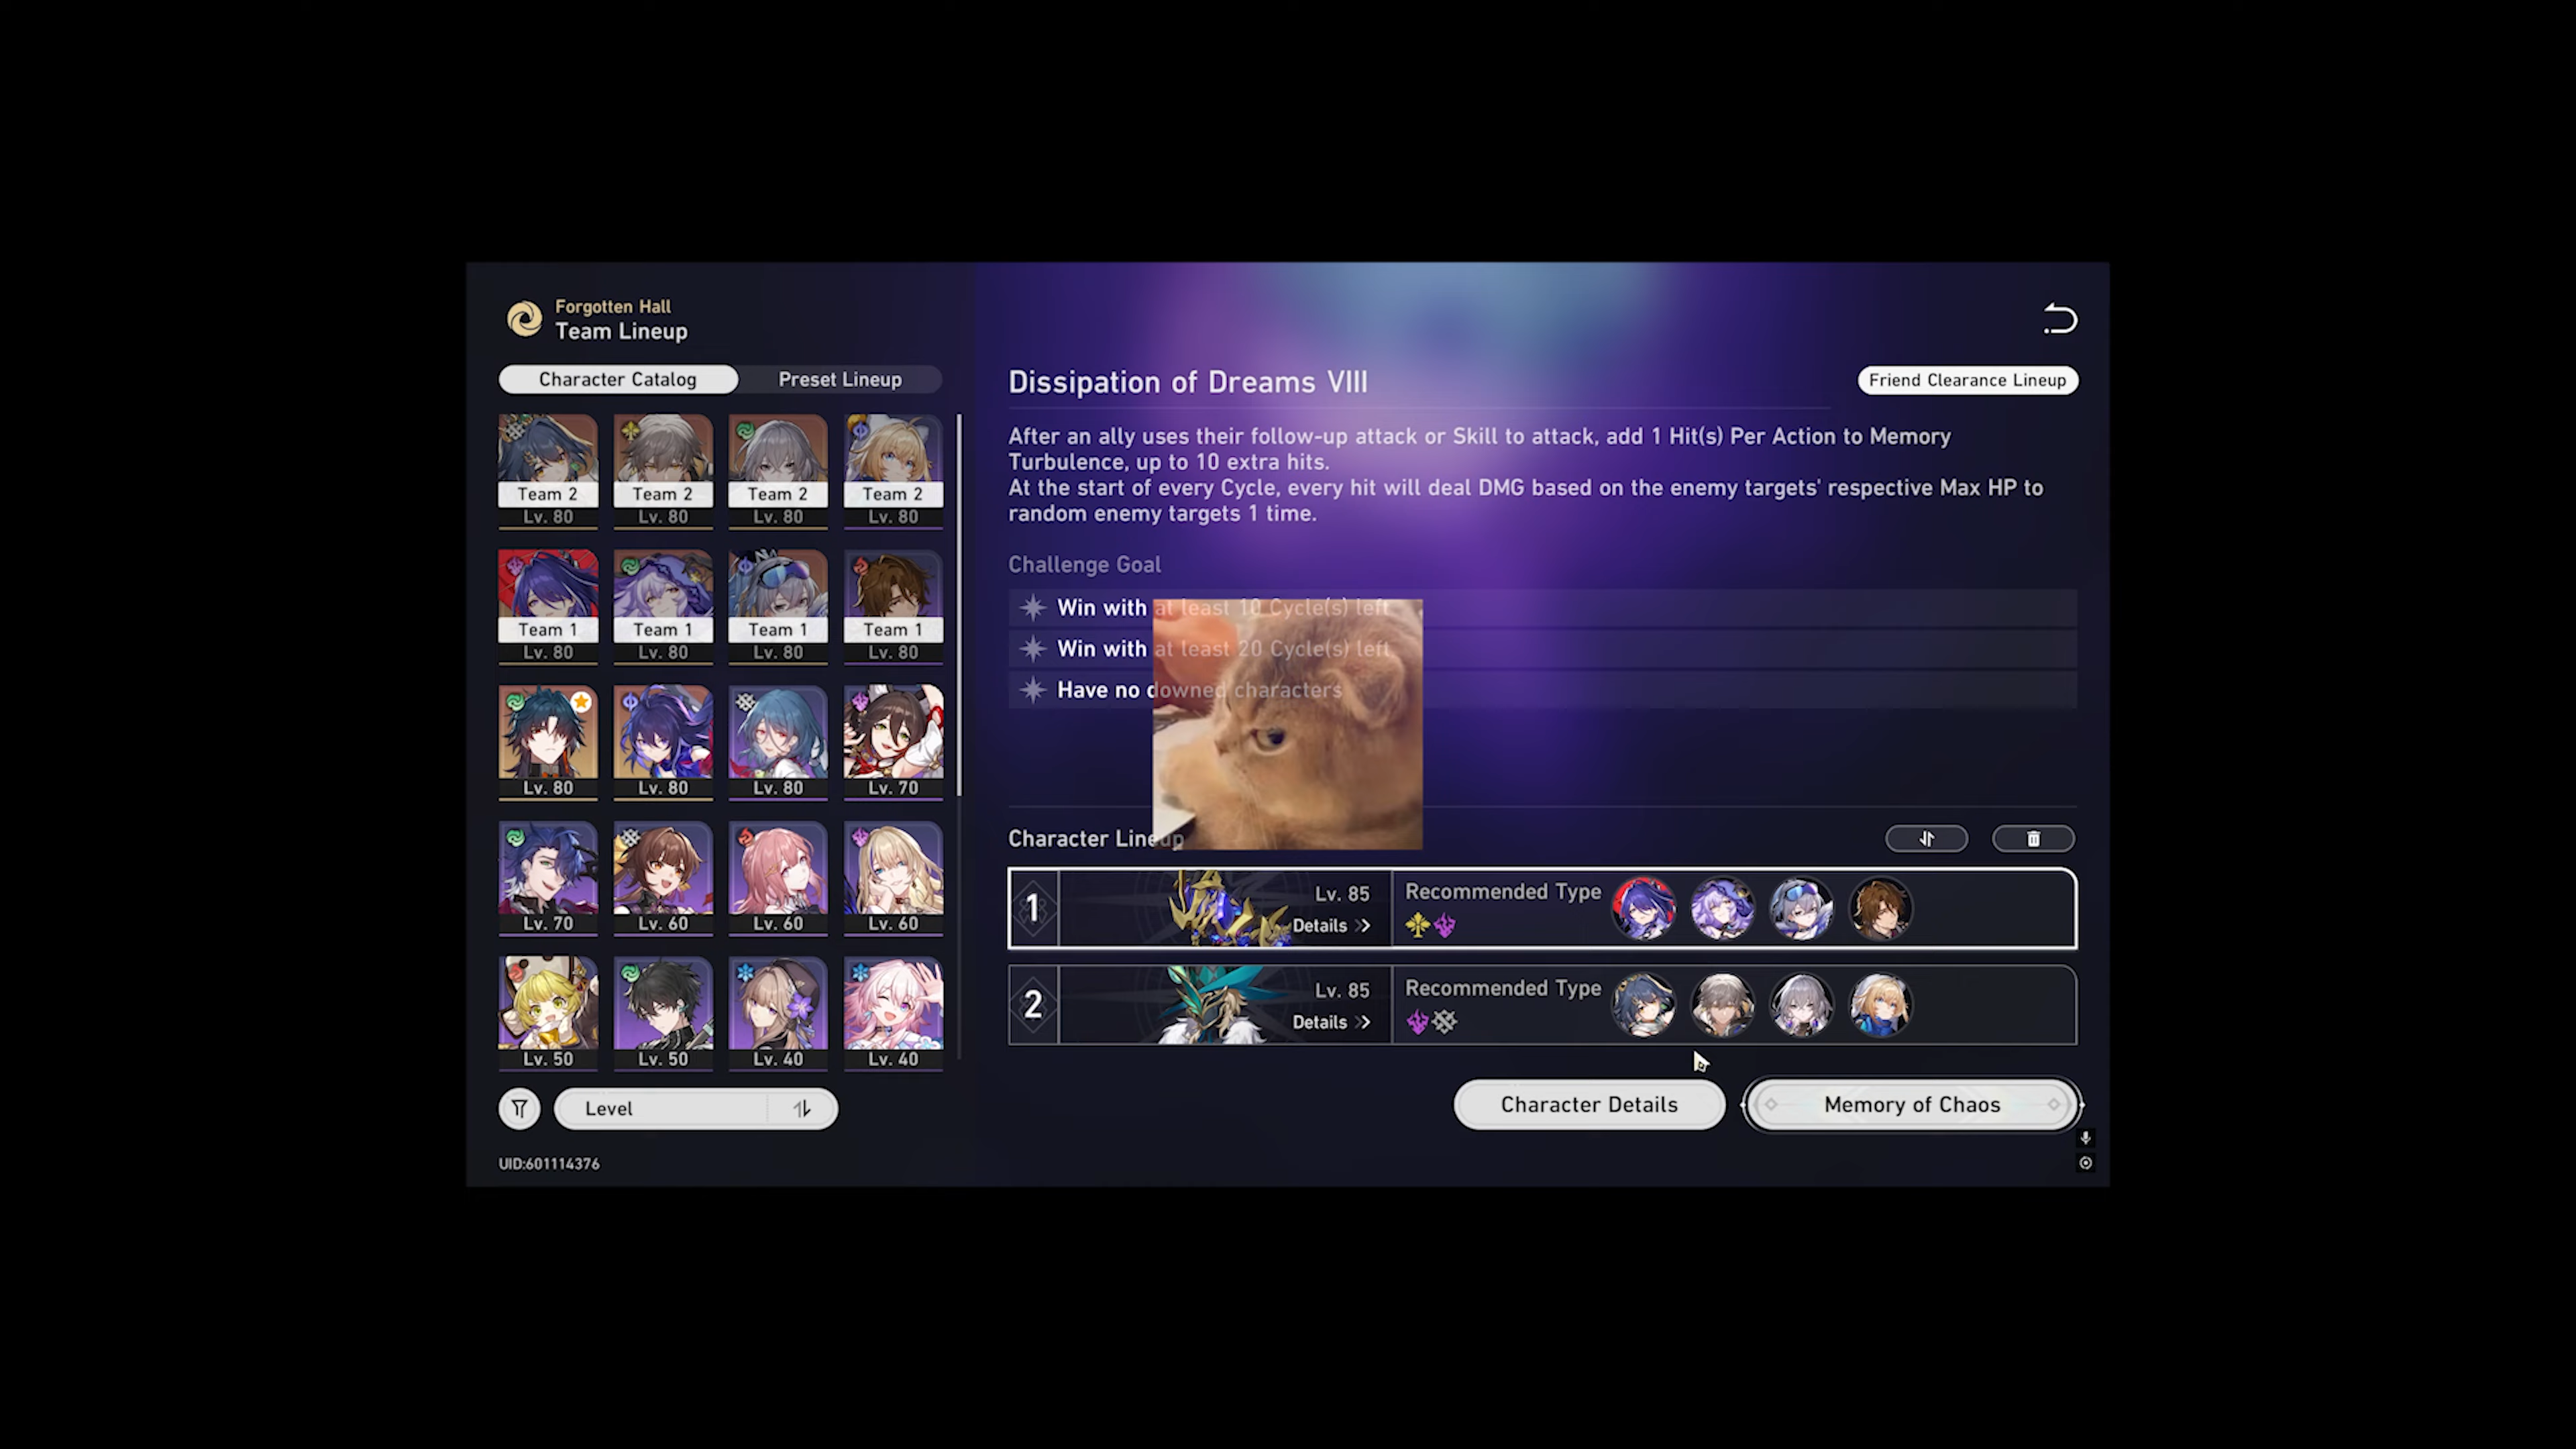 Forgotten Hall
Team Lineup
Character Catalog
Preset Lineup
Team 2
Team 2
Team 2
Team 2
Lv. 80
Lv. 80
Lv. 80
Lv. 80
Team 1
Team 1
Team 1
Team 1
Lv. 80
Lv. 80
Lv. 80
Lv. 80
Lv. 80
Lv. 80
Lv. 80
Lv. 70
Lv. 70
Lv. 60
Lv. 60
Lv. 60
Lv. 50
Lv. 50
Lv. 40
Lv. 40
Level
UID:601114376
Dissipation of Dreams VIII
Friend Clearance Lineup
After an ally uses their follow-up attack or Skill to attack, add 1 Hit(s) Per Action to Memory
Turbulence, up to 10 extra hits.
At the start of every Cycle, every hit will deal DMG based on the enemy targets' respective Max HP to
random enemy targets 1 time.
Challenge Goal
Win with at least 10 Cycle(s) left
Win with at least 20 Cycle(s) left
Have no downed characters
Character Lineup
1
Lv. 85
Details
Recommended Type
2
Lv. 85
Details
Recommended Type
Character Details
Memory of Chaos